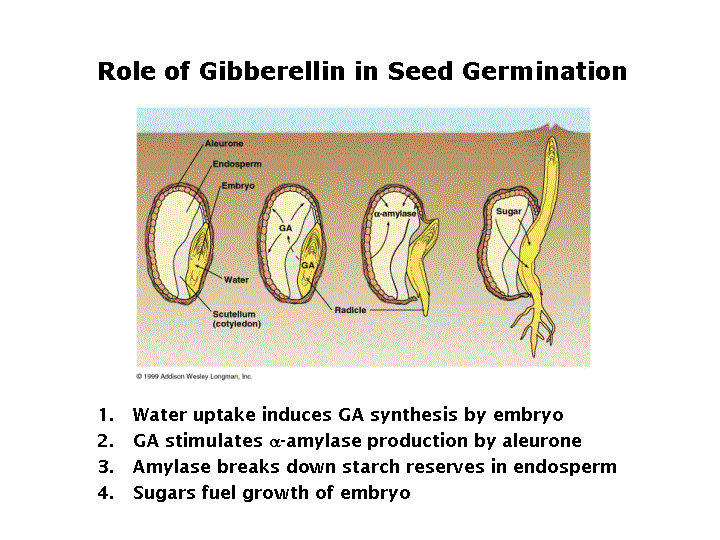 Role of Gibberellin in Seed Germination
Aleurone
Endosperm
Embryo
Water
Scutellum
(cotyledon)
GA
GA
Radicle
α-amylase
Sugar
© 1999 Addison Wesley Longman, Inc.
1. Water uptake induces GA synthesis by embryo
2. GA stimulates α-amylase production by aleurone
3. Amylase breaks down starch reserves in endosperm
4. Sugars fuel growth of embryo